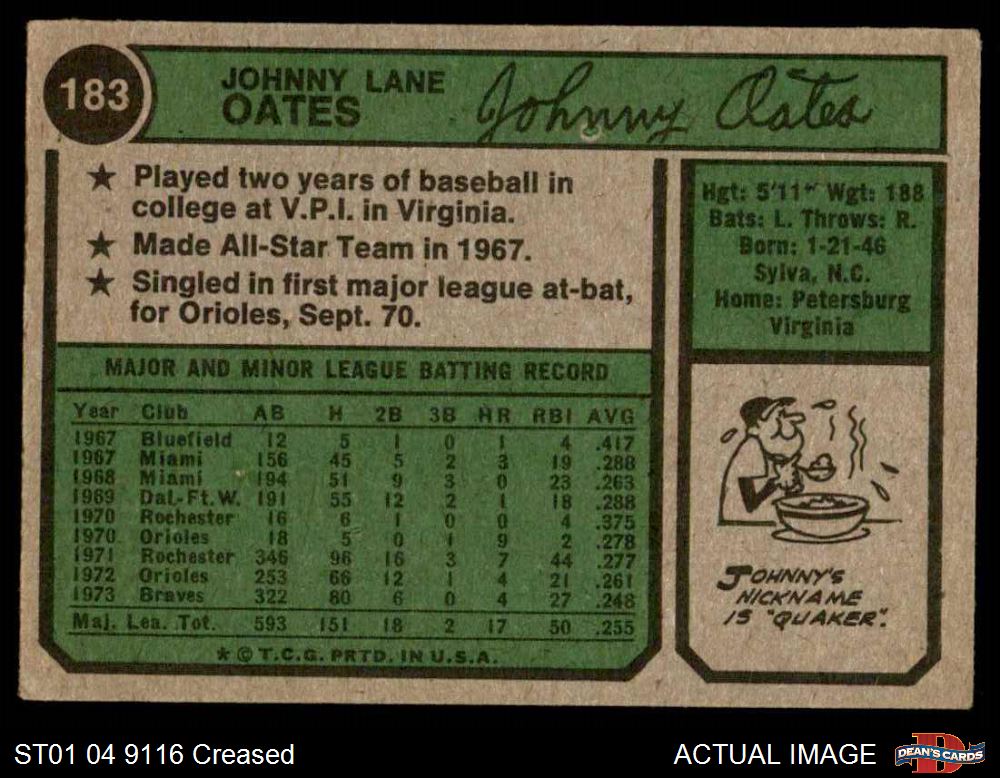 183
JOHNNY LANE
OATES
Johnny Oates
★ Played two years of baseball in
college at V.P.I. in Virginia.
★ Made All-Star Team in 1967.
★ Singled in first major league at-bat,
for Orioles, Sept. 70.
Hgt: 5'11" Wgt: 188
Bats: L. Throws: R.
Born: 1-21-46
Sylva, N.C.
Home: Petersburg
Virginia
MAJOR AND MINOR LEAGUE BATTING RECORD
Year Club AB H 2B 3B HR RBI AVG
1967 Bluefield 12 5 1 0 1 4 .417
1967 Miami 156 45 5 2 3 19 .288
1968 Miami 194 51 9 3 0 23 .263
1969 Dal.-Ft.W. 191 55 12 2 1 18 .288
1970 Rochester 16 6 1 0 0 4 .375
1970 Orioles 18 5 0 1 9 2 .278
1971 Rochester 346 96 16 3 7 44 .277
1972 Orioles 253 66 12 1 4 21 .261
1973 Braves 322 80 6 0 4 27 .248
Maj. Lea. Tot. 593 151 18 2 17 50 .255
★ © T.C.G. PRTD. IN U.S.A.
JOHNNY'S
NICKNAME
IS "QUAKER".
ST01 04 9116 Creased
ACTUAL IMAGE
DEAN'S CARDS